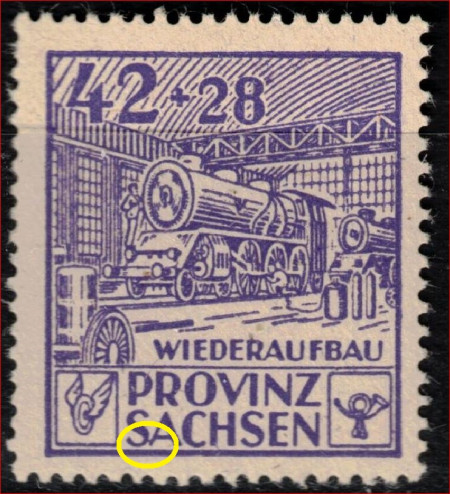 42 + 28
WIEDERAUFBAU
PROVINZ
SACHSEN